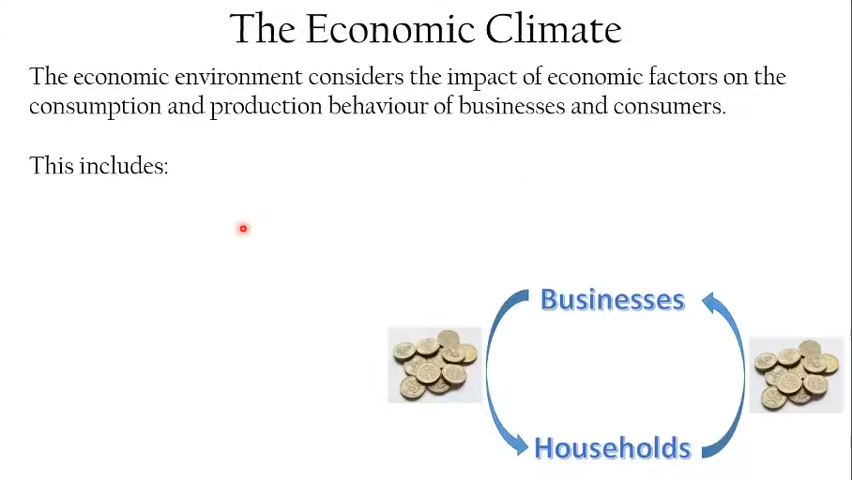 The Economic Climate
The economic environment considers the impact of economic factors on the
consumption and production behaviour of businesses and consumers.
This includes:
Businesses
Households